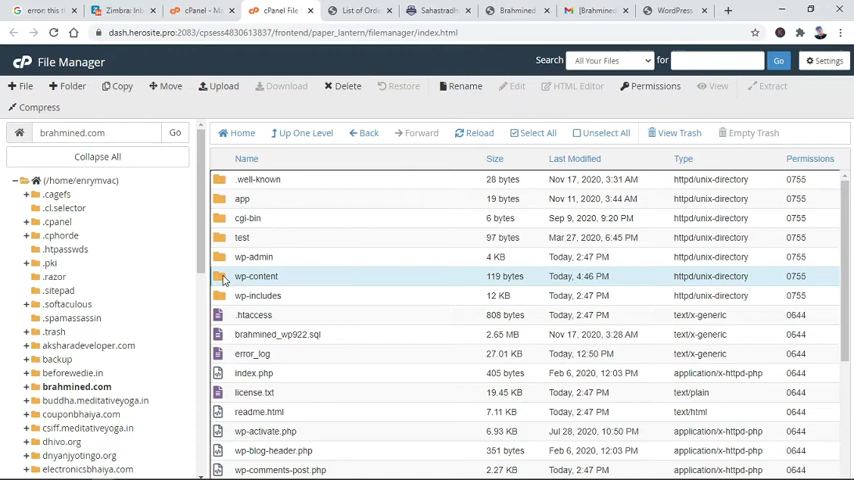 error: this th
Zimbra: Inb
cPanel - Ma
cPanel File
List of Orde
Sahastradh
Brahmined
[Brahmined
WordPress
dash.herosite.pro:2083/cpsess4830613837/frontend/paper_lantern/filemanager/index.html
cP File Manager
Search All Your Files for Go Settings
File Folder Copy Move Upload Download Delete Restore Rename Edit HTML Editor Permissions View Extract
Compress
brahmined.com Go
Home Up One Level Back Forward Reload Select All Unselect All View Trash Empty Trash
Collapse All
Name Size Last Modified Type Permissions
(/home/enrymvac)
.cagefs
.cl.selector
.cpanel
.cphorde
.htpasswds
.pki
.razor
.sitepad
.softaculous
.spamassassin
.trash
aksharadeveloper.com
backup
beforewedie.in
brahmined.com
buddha.meditativeyoga.in
couponbhaiya.com
csiff.meditativeyoga.in
dhivo.org
dnyanjyotingo.org
electronicsbhaiya.com
.well-known 28 bytes Nov 17, 2020, 3:31 AM httpd/unix-directory 0755
app 19 bytes Nov 11, 2020, 3:44 AM httpd/unix-directory 0755
cgi-bin 6 bytes Sep 9, 2020, 9:20 PM httpd/unix-directory 0755
test 97 bytes Mar 27, 2020, 6:45 PM httpd/unix-directory 0755
wp-admin 4 KB Today, 2:47 PM httpd/unix-directory 0755
wp-content 119 bytes Today, 4:46 PM httpd/unix-directory 0755
wp-includes 12 KB Today, 2:47 PM httpd/unix-directory 0755
.htaccess 808 bytes Today, 2:47 PM text/x-generic 0644
brahmined_wp922.sql 2.65 MB Nov 17, 2020, 3:28 AM text/x-generic 0644
error_log 27.01 KB Today, 12:50 PM text/x-generic 0644
index.php 405 bytes Feb 6, 2020, 12:03 PM application/x-httpd-php 0644
license.txt 19.45 KB Today, 2:47 PM text/plain 0644
readme.html 7.11 KB Today, 2:47 PM text/html 0644
wp-activate.php 6.93 KB Jul 28, 2020, 10:50 PM application/x-httpd-php 0644
wp-blog-header.php 351 bytes Feb 6, 2020, 12:03 PM application/x-httpd-php 0644
wp-comments-post.php 2.27 KB Today, 2:47 PM application/x-httpd-php 0644